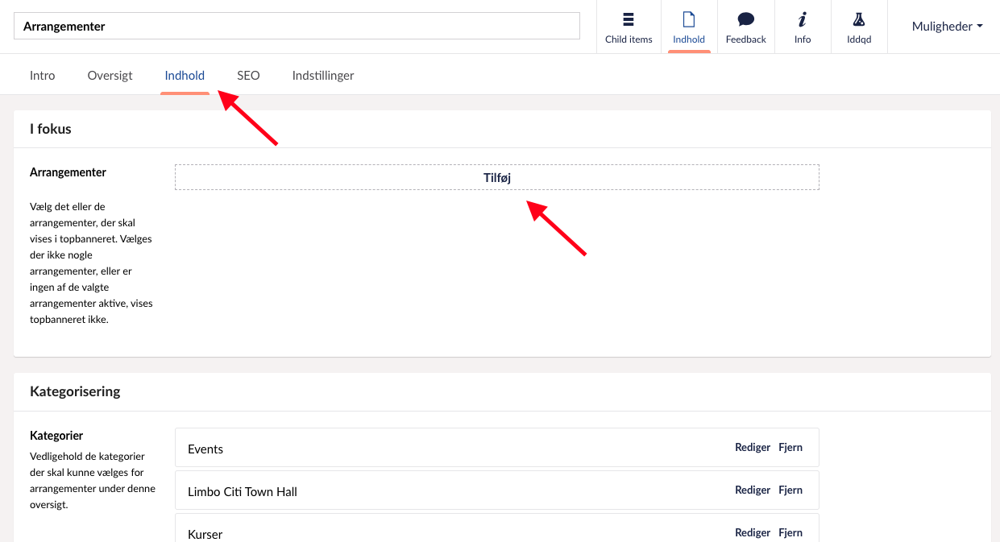 Arrangementer
Child items
Indhold
Feedback
Info
Iddqd
Muligheder
Intro
Oversigt
Indhold
SEO
Indstillinger
I fokus
Arrangementer
Tilføj
Vælg det eller de
arrangementer, der skal
vises i topbanneret. Vælges
der ikke nogle
arrangementer, eller er
ingen af de valgte
arrangementer aktive, vises
topbanneret ikke.
Kategorisering
Kategorier
Vedligehold de kategorier
der skal kunne vælges for
arrangementer under denne
oversigt.
Events
Rediger Fjern
Limbo Citi Town Hall
Rediger Fjern
Kurser
Rediger Fjern